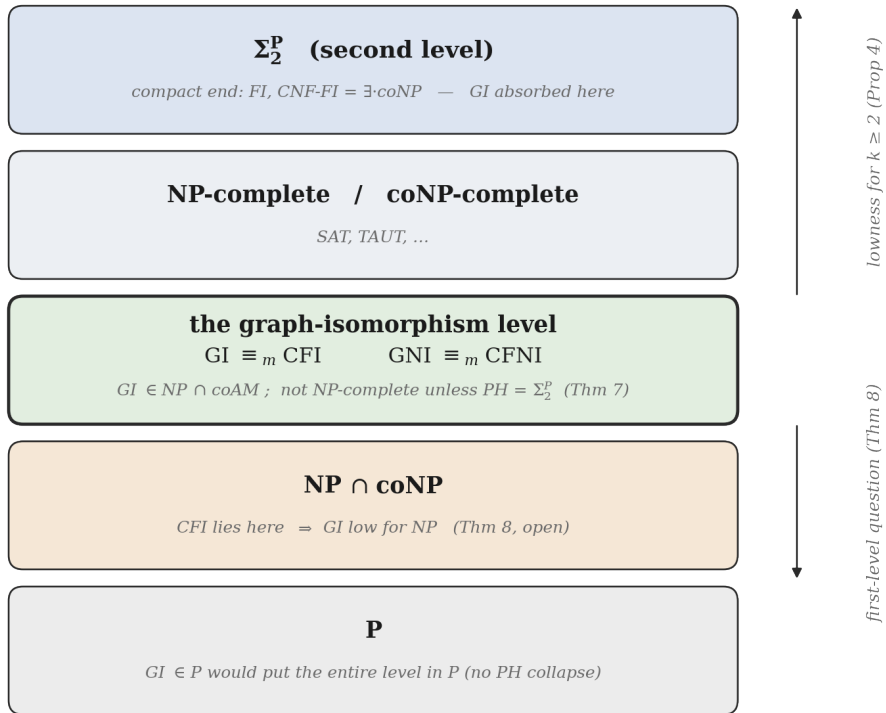 Σ₂ᴾ (second level)
compact end: FI, CNF-FI = ∃·coNP — GI absorbed here
NP-complete / coNP-complete
SAT, TAUT, ...
the graph-isomorphism level
GI ≡ₘ CFI GNI ≡ₘ CFNI
GI ∈ NP ∩ coAM ; not NP-complete unless PH = Σ₂ᴾ (Thm 7)
NP ∩ coNP
CFI lies here ⇒ GI low for NP (Thm 8, open)
P
GI ∈ P would put the entire level in P (no PH collapse)
lowness for k ≥ 2 (Prop 4)
first-level question (Thm 8)